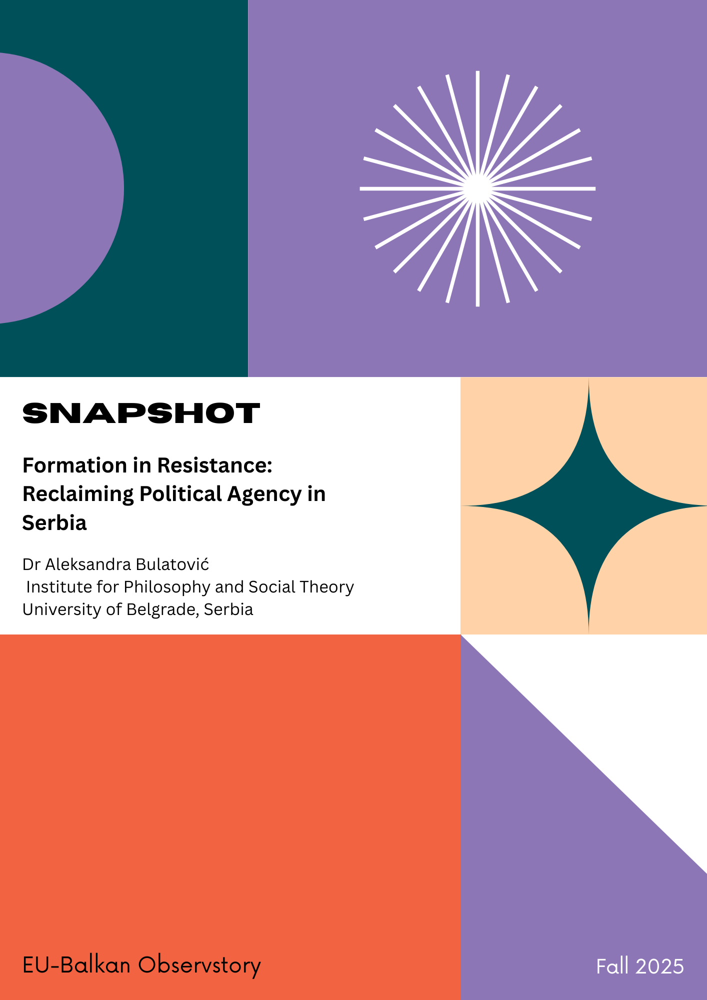 SNAPSHOT
Formation in Resistance:
Reclaiming Political Agency in
Serbia
Dr Aleksandra Bulatović
Institute for Philosophy and Social Theory
University of Belgrade, Serbia
EU-Balkan Observstory
Fall 2025